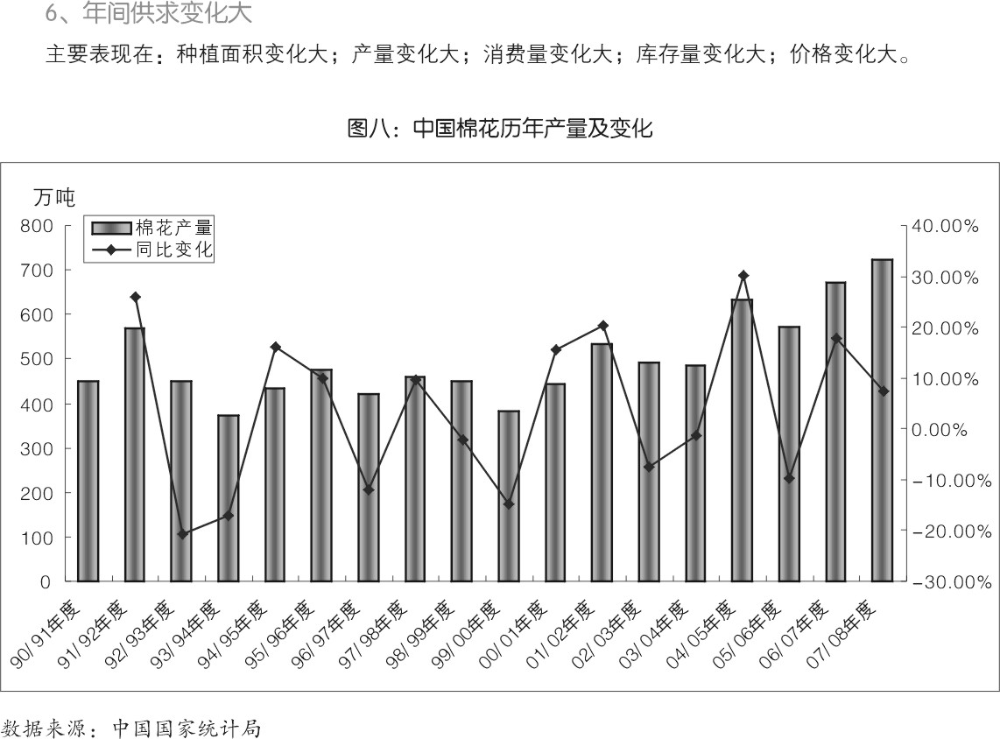 6、年间供求变化大
主要表现在：种植面积变化大；产量变化大；消费量变化大；库存量变化大；价格变化大。
图八：中国棉花历年产量及变化
万吨
800
700
600
500
400
300
200
100
0
棉花产量
同比变化
40.00%
30.00%
20.00%
10.00%
0.00%
-10.00%
-20.00%
-30.00%
90/91年度
91/92年度
92/93年度
93/94年度
94/95年度
95/96年度
96/97年度
97/98年度
98/99年度
99/00年度
00/01年度
01/02年度
02/03年度
03/04年度
04/05年度
05/06年度
06/07年度
07/08年度
数据来源：中国国家统计局